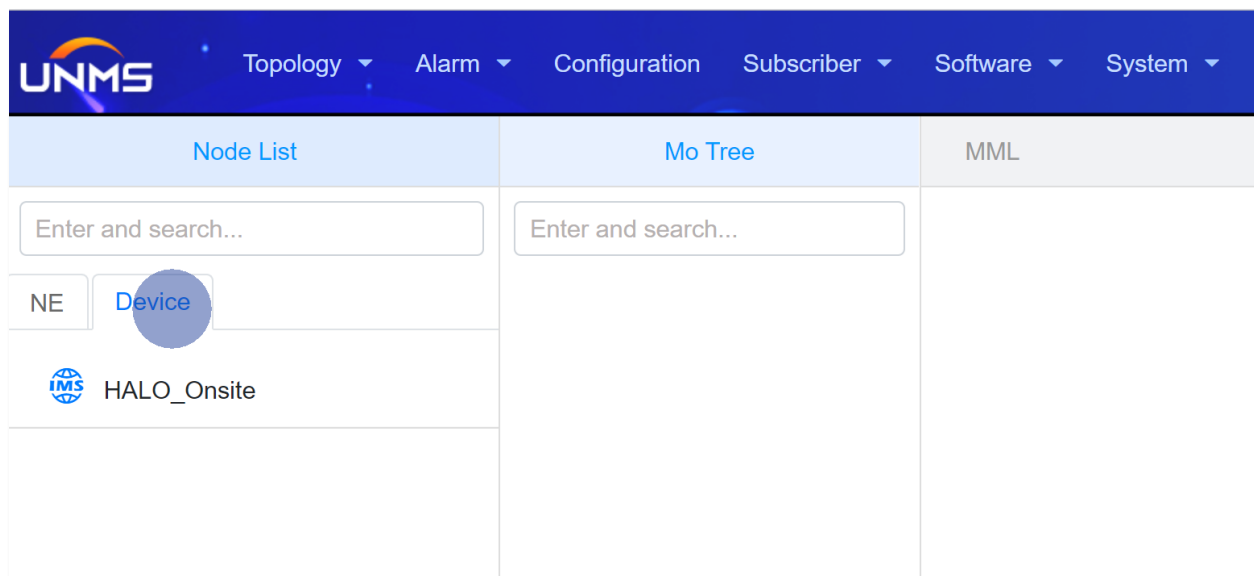 UNMS Topology Alarm Configuration Subscriber Software System
Node List Mo Tree MML
Enter and search... Enter and search...
NE Device
IMS HALO_Onsite